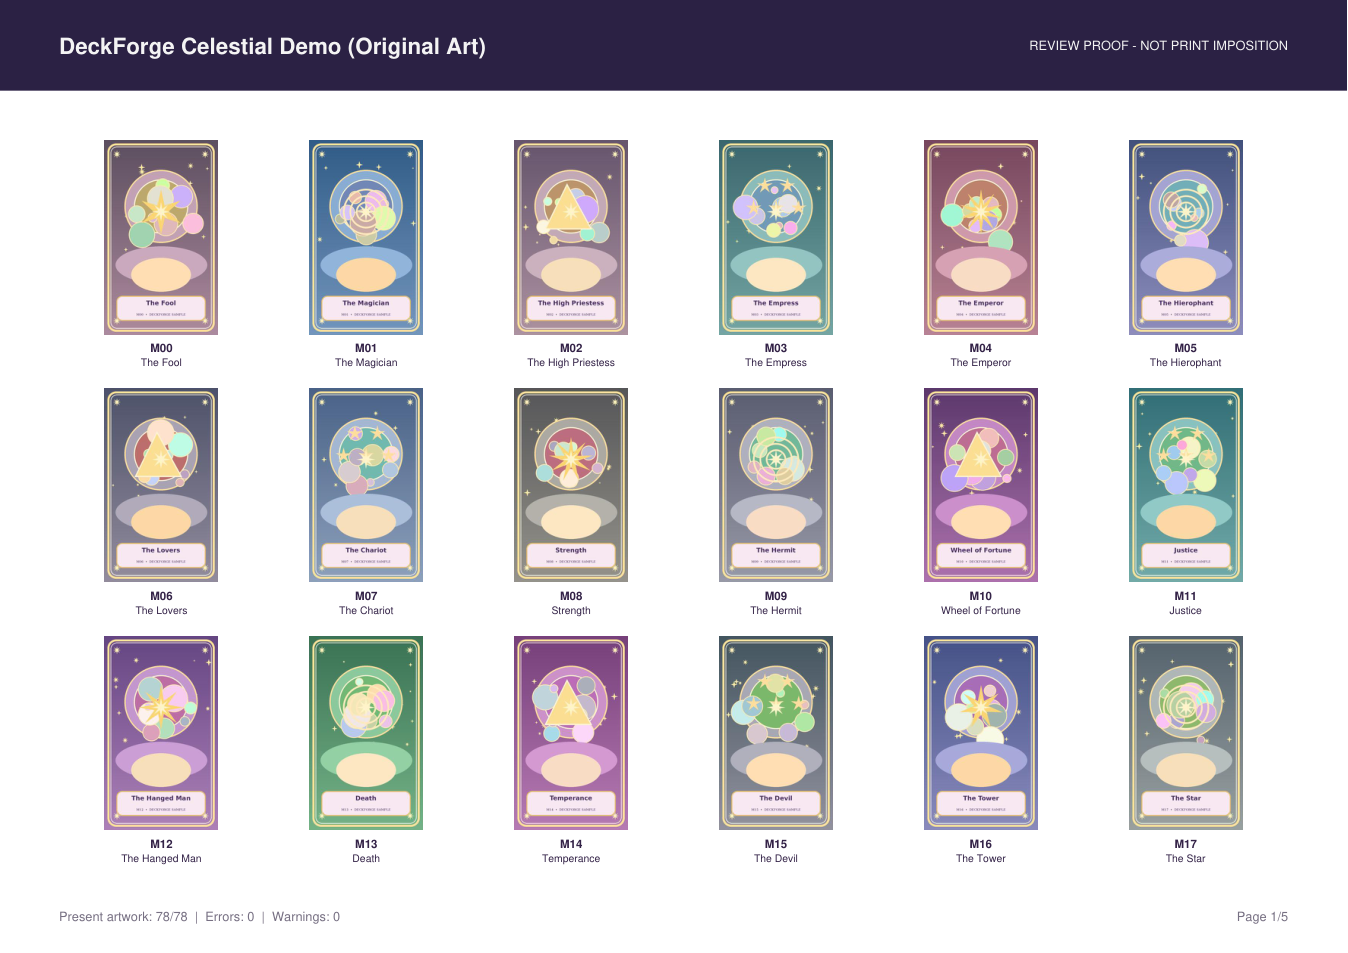 DeckForge Celestial Demo (Original Art)
REVIEW PROOF - NOT PRINT IMPOSITION
The Fool
The Magician
The High Priestess
The Empress
The Emperor
The Hierophant
M00
M01
M02
M03
M04
M05
The Fool
The Magician
The High Priestess
The Empress
The Emperor
The Hierophant
The Lovers
The Chariot
Strength
The Hermit
Wheel of Fortune
Justice
M06
M07
M08
M09
M10
M11
The Lovers
The Chariot
Strength
The Hermit
Wheel of Fortune
Justice
The Hanged Man
Death
Temperance
The Devil
The Tower
The Star
M12
M13
M14
M15
M16
M17
The Hanged Man
Death
Temperance
The Devil
The Tower
The Star
Present artwork: 78/78 | Errors: 0 | Warnings: 0
Page 1/5